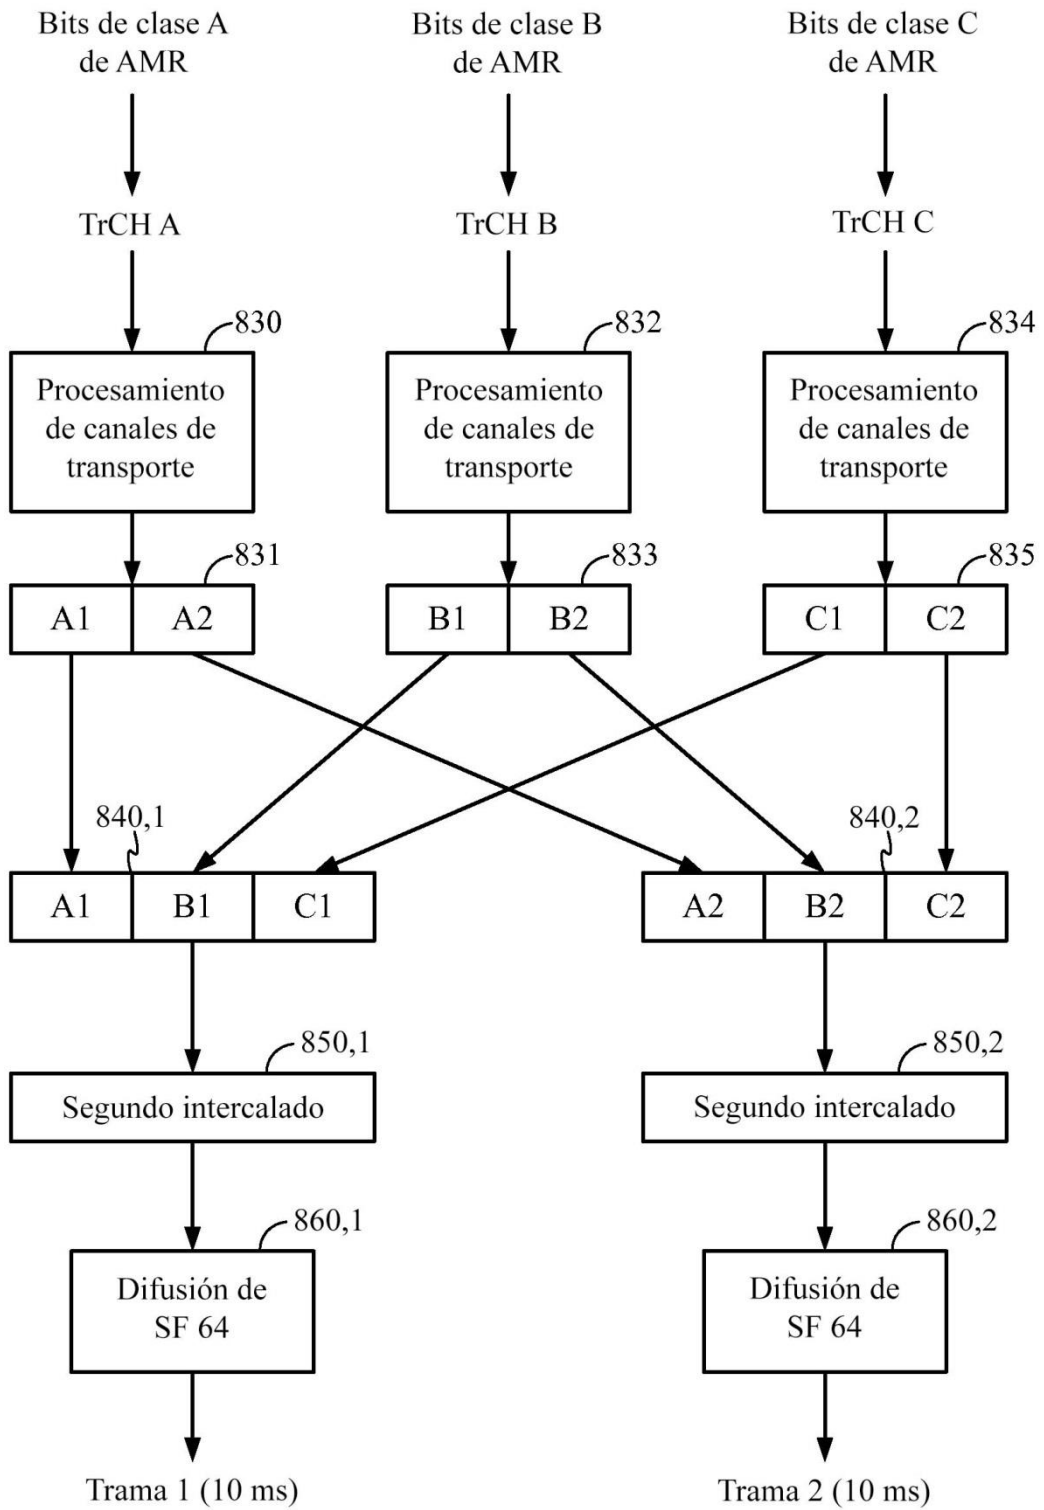 Bits de clase A
de AMR
Bits de clase B
de AMR
Bits de clase C
de AMR
TrCH A
TrCH B
TrCH C
830
832
834
Procesamiento
de canales de
transporte
Procesamiento
de canales de
transporte
Procesamiento
de canales de
transporte
831
833
835
A1 A2
B1 B2
C1 C2
840,1
840,2
A1 B1 C1
A2 B2 C2
850,1
850,2
Segundo intercalado
Segundo intercalado
860,1
860,2
Difusión de
SF 64
Difusión de
SF 64
Trama 1 (10 ms)
Trama 2 (10 ms)